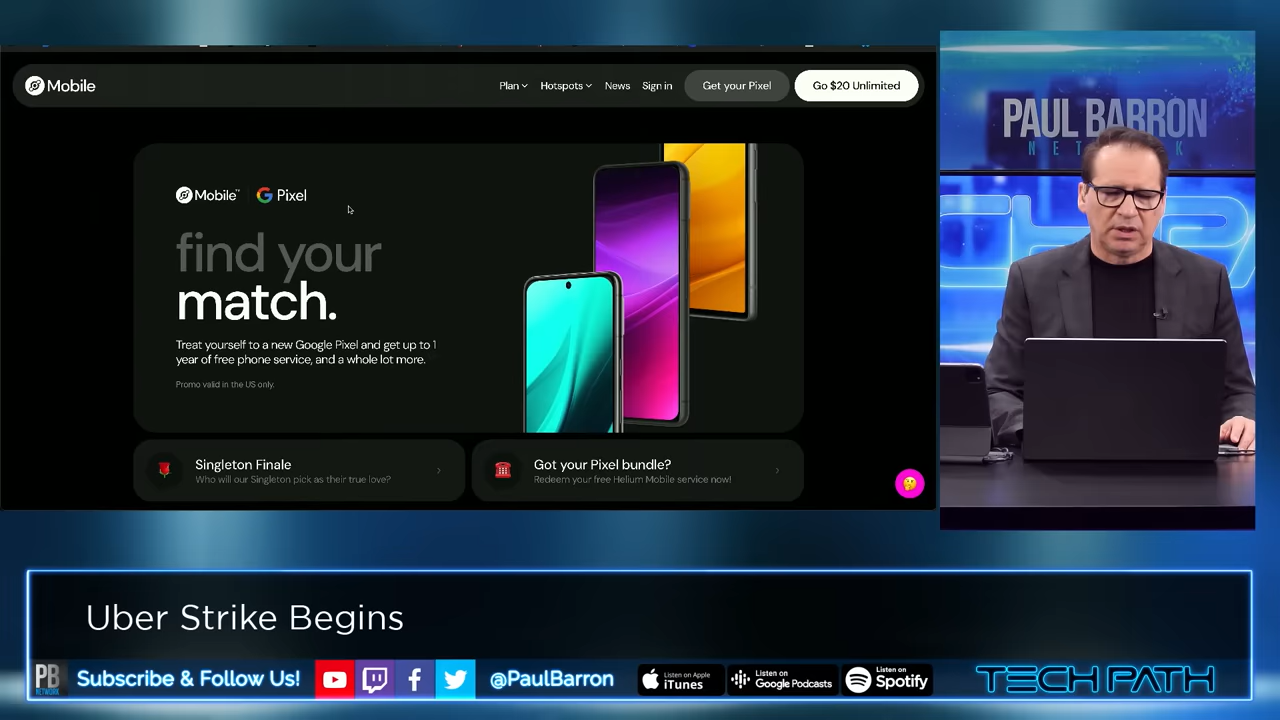 Mobile
Plan
Hotspots
News
Sign in
Get your Pixel
Go $20 Unlimited
Mobile
Pixel
find your
match.
Treat yourself to a new Google Pixel and get up to 1
year of free phone service, and a whole lot more.
Promo valid in the US only.
Singleton Finale
Who will our Singleton pick as their true love?
Got your Pixel bundle?
Redeem your free Helium Mobile service now!
PAUL BARRON
Uber Strike Begins
PB
NETWORK
Subscribe & Follow Us!
@PaulBarron
Listen on Apple
iTunes
Listen on
Google Podcasts
Listen on
Spotify
TECH PATH